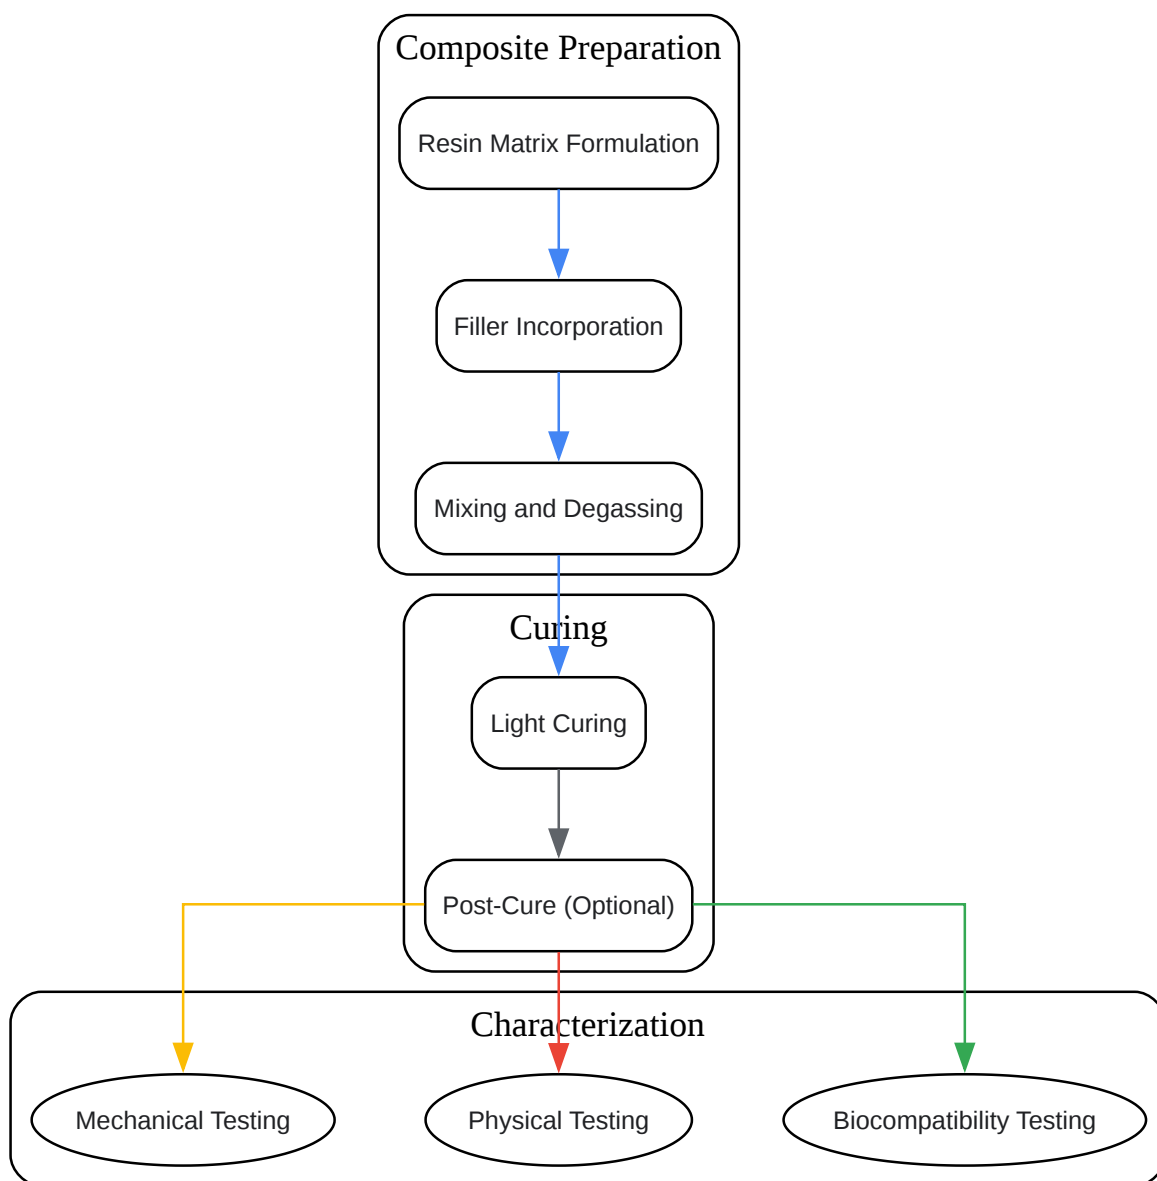 Composite Preparation
Resin Matrix Formulation
Filler Incorporation
Mixing and Degassing
Curing
Light Curing
Post-Cure (Optional)
Characterization
Mechanical Testing
Physical Testing
Biocompatibility Testing